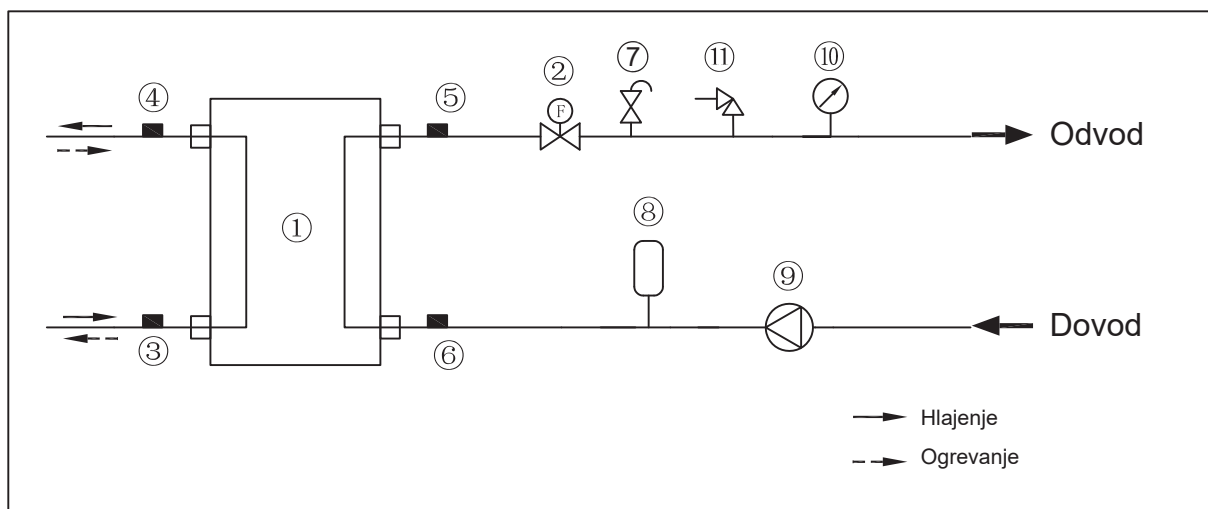 ④ ⑤ ② ⑦ ⑪ ⑩
F
Odvod
① ⑧
⑨
③ ⑥ Dovod
Hlajenje
Ogrevanje